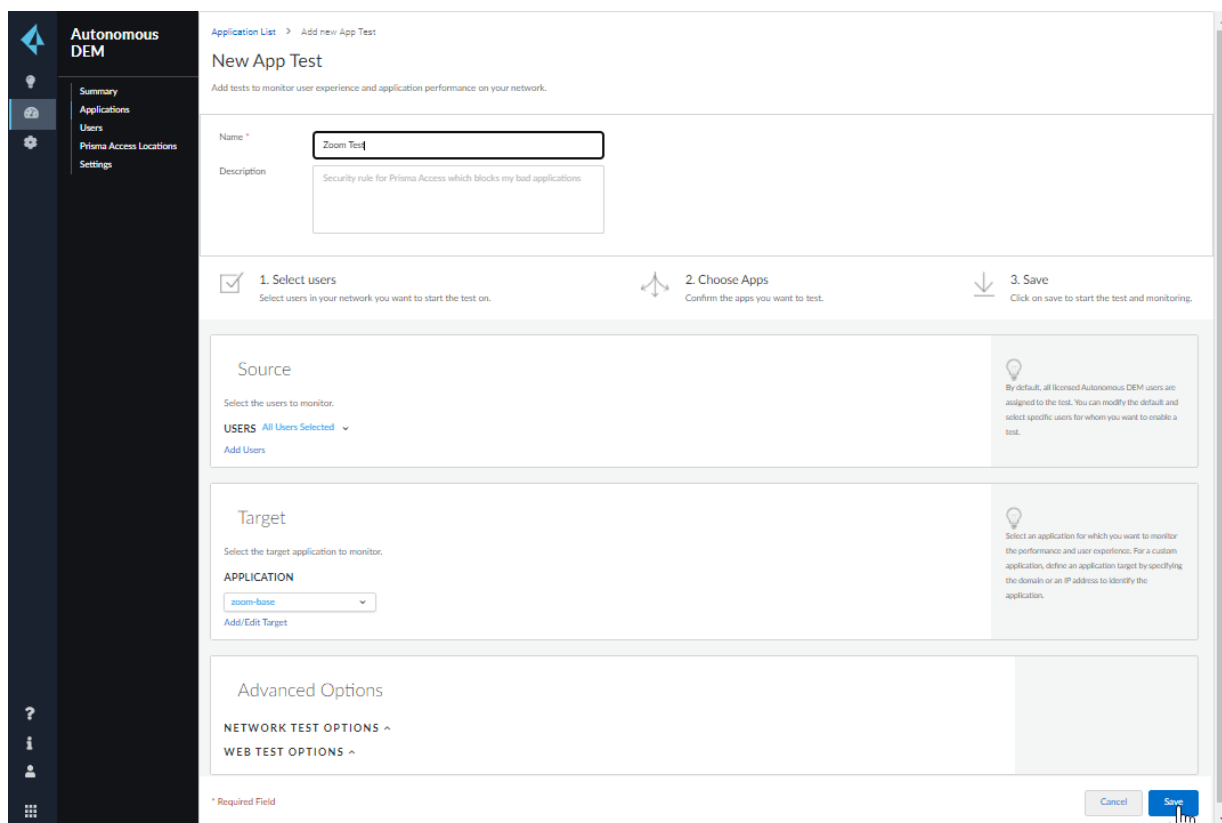 Autonomous
DEM
Summary
Applications
Users
Prisma Access Locations
Settings
Application List > Add new App Test
New App Test
Add tests to monitor user experience and application performance on your network.
Name *
Zoom Test
Description
Security rule for Prisma Access which blocks my bad applications
1. Select users
Select users in your network you want to start the test on.
2. Choose Apps
Confirm the apps you want to test.
3. Save
Click on save to start the test and monitoring.
Source
Select the users to monitor.
USERS All Users Selected
Add Users
By default, all licensed Autonomous DEM users are
assigned to the test. You can modify the default and
select specific users for whom you want to enable a
test.
Target
Select the target application to monitor.
APPLICATION
zoom-base
Add/Edit Target
Select an application for which you want to monitor
the performance and user experience. For a custom
application, define an application target by specifying
the domain or an IP address to identify the
application.
Advanced Options
NETWORK TEST OPTIONS
WEB TEST OPTIONS
* Required Field
Cancel
Save